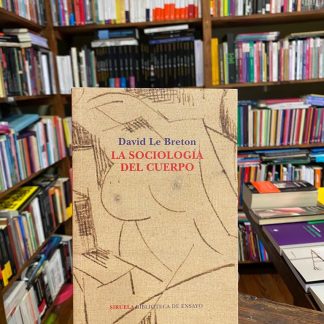 David Le Breton
LA SOCIOLOGÍA
DEL CUERPO
SIRUELA BIBLIOTECA DE ENSAYO